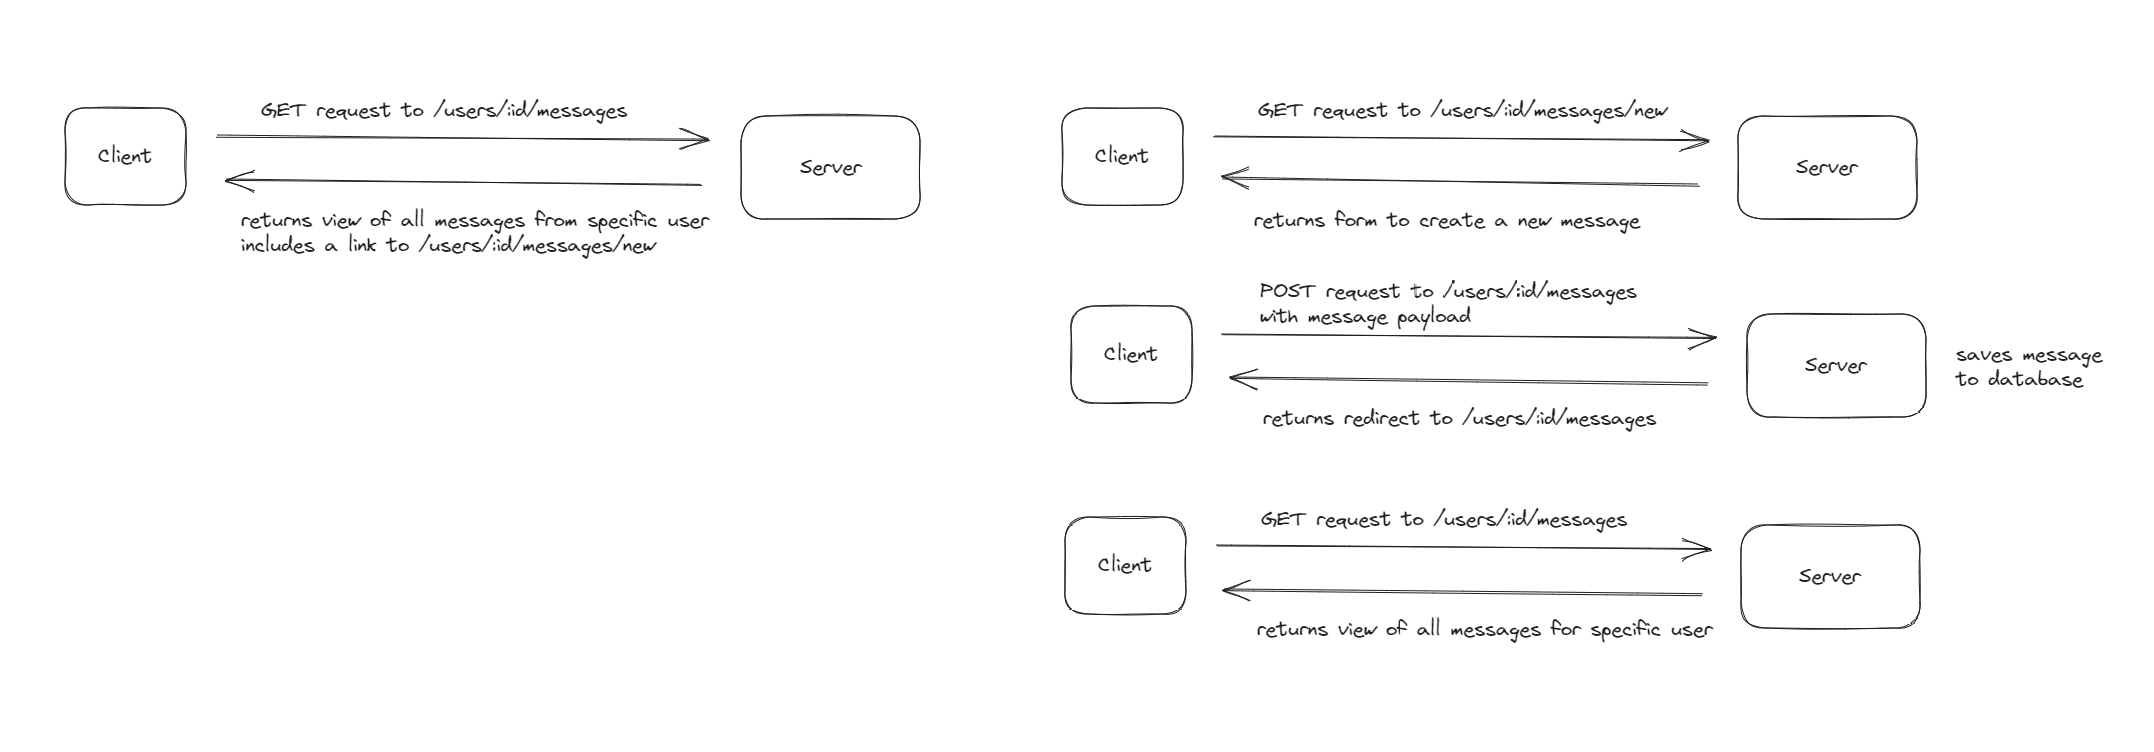 GET request to /users/:id/messages
Client
Server
returns view of all messages from specific user
includes a link to /users/:id/messages/new
GET request to /users/:id/messages/new
Client
Server
returns form to create a new message
POST request to /users/:id/messages
with message payload
Client
Server
saves message
to database
returns redirect to /users/:id/messages
GET request to /users/:id/messages
Client
Server
returns view of all messages for specific user